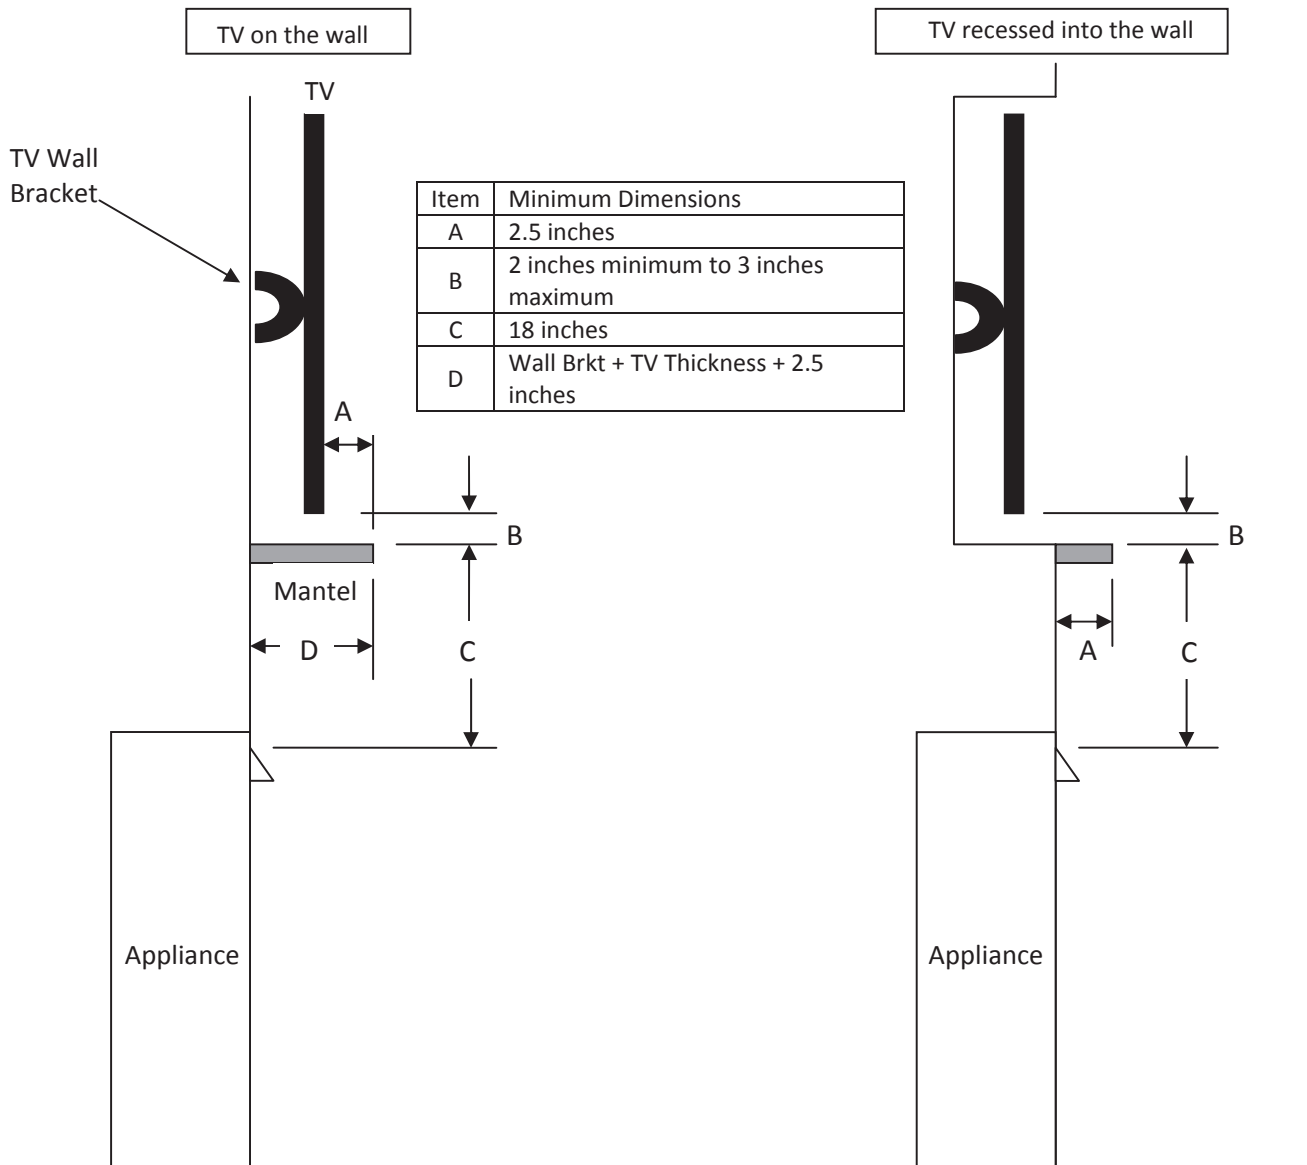 TV on the wall
TV recessed into the wall
TV
TV Wall
Bracket
Item Minimum Dimensions
A 2.5 inches
B 2 inches minimum to 3 inches
maximum
C 18 inches
D Wall Brkt + TV Thickness + 2.5
inches
A
B
B
Mantel
D
C
A
C
Appliance
Appliance